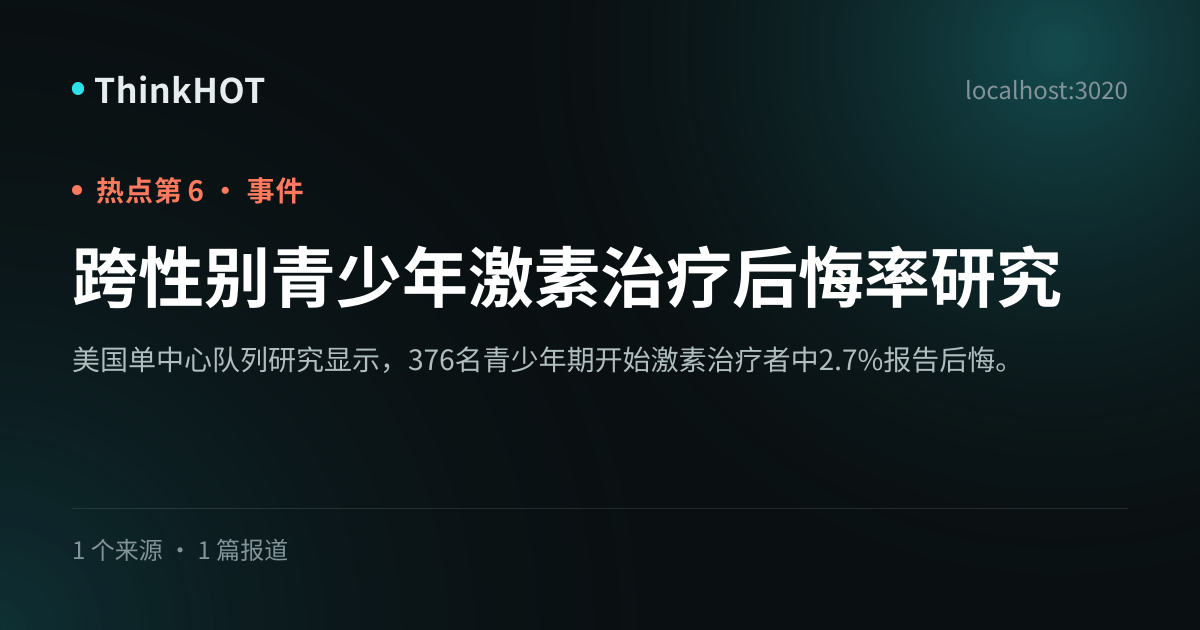 ThinkHOT
localhost:3020
热点第 6 · 事件
跨性别青少年激素治疗后悔率研究
美国单中心队列研究显示，376名青少年期开始激素治疗者中2.7%报告后悔。
1 个来源 · 1 篇报道